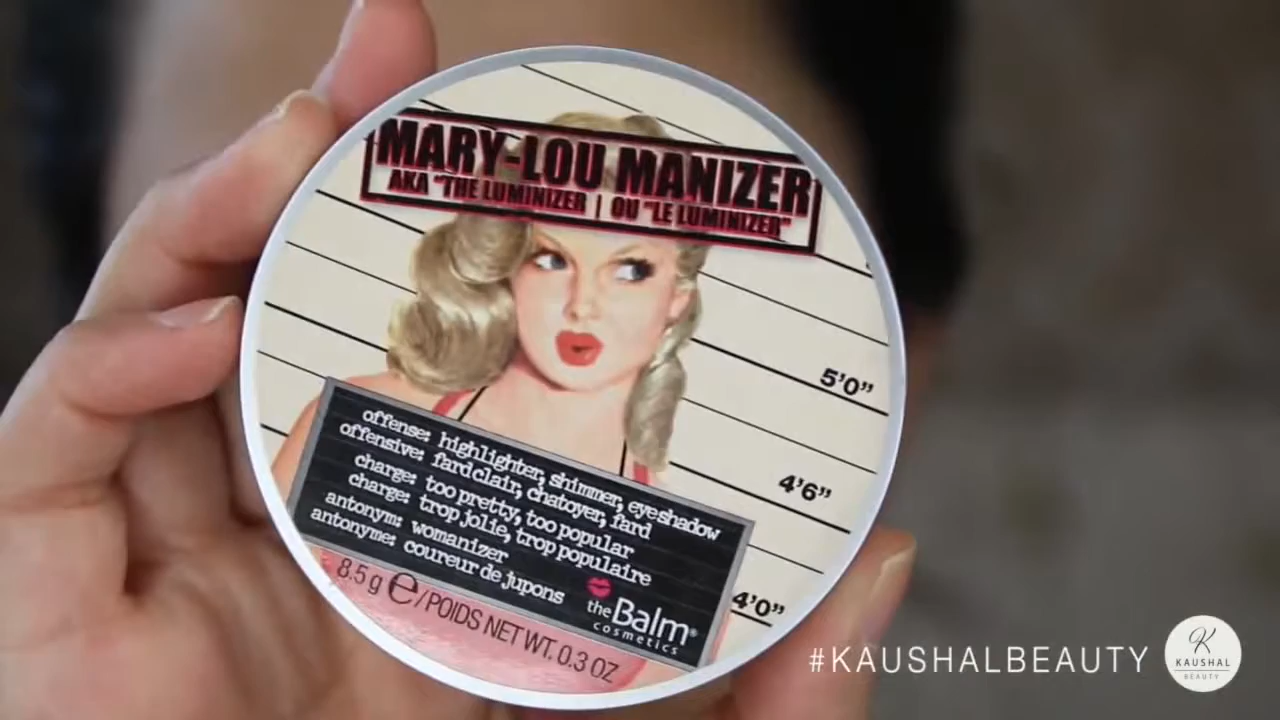 MARY-LOU MANIZER
AKA "THE LUMINIZER | OU "LE LUMINIZER"
5'0"
4'6"
4'0"
offense: highlighter, shimmer, eyeshadow
offensive: fard clair, chatoyer, fard
charge: too pretty, too popular
charge: trop jolie, trop populaire
antonym: womanizer
antonyme: coureur de jupons
theBalm®
cosmetics
8.5 g ℮/POIDS NET WT. 0.3 OZ
#KAUSHALBEAUTY
K
KAUSHAL
BEAUTY